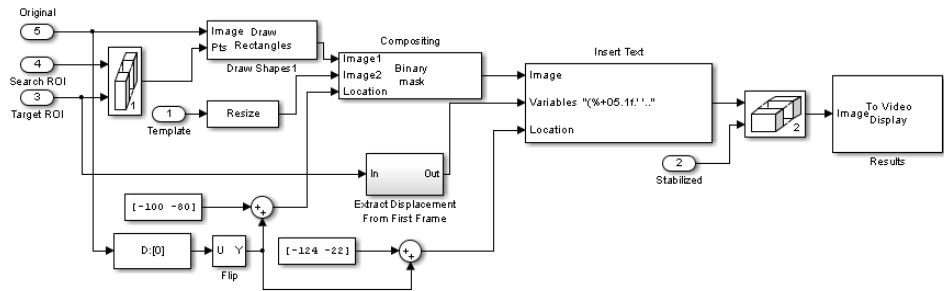 Original
5
4
Search ROI
3
Target ROI
1
Image Draw
Pts Rectangles
Draw Shapes1
1
Template
Resize
Compositing
Image1
Image2
Location
Binary
mask
Insert Text
Image
Variables "(%+05.1f.' '.."
Location
2
2
Stabilized
To Video
Image Display
Results
In Out
Extract Displacement
From First Frame
[-100 -80]
++
D:[0]
U Y
Flip
[-124 -22]
++